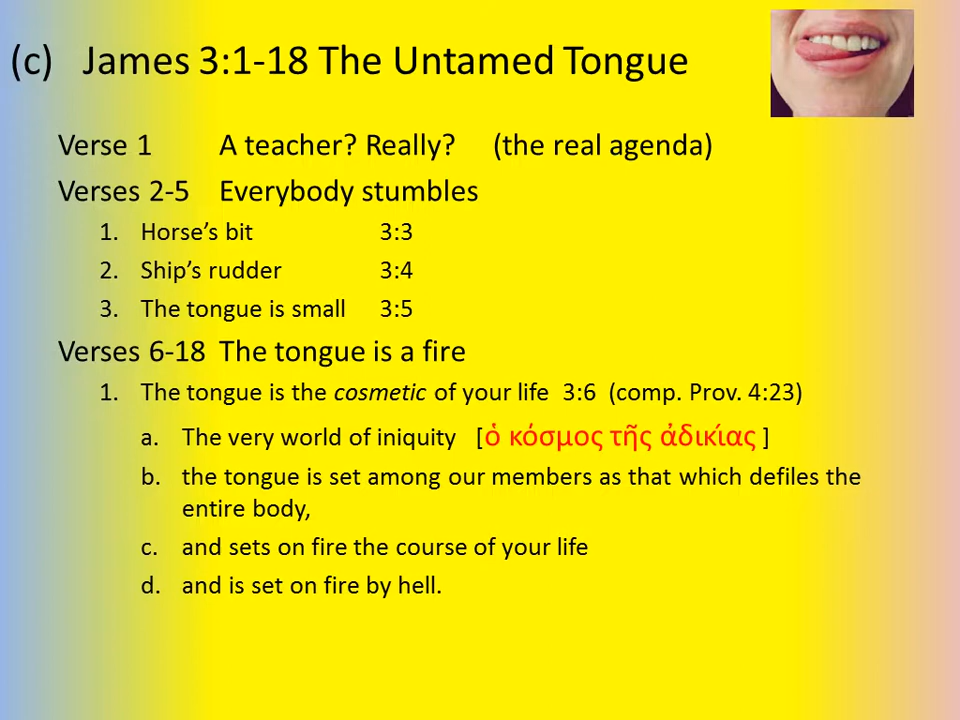 (c) James 3:1-18 The Untamed Tongue
Verse 1 A teacher? Really? (the real agenda)
Verses 2-5 Everybody stumbles
1. Horse’s bit 3:3
2. Ship’s rudder 3:4
3. The tongue is small 3:5
Verses 6-18 The tongue is a fire
1. The tongue is the cosmetic of your life 3:6 (comp. Prov. 4:23)
a. The very world of iniquity [ὁ κόσμος τῆς ἀδικίας ]
b. the tongue is set among our members as that which defiles the
entire body,
c. and sets on fire the course of your life
d. and is set on fire by hell.